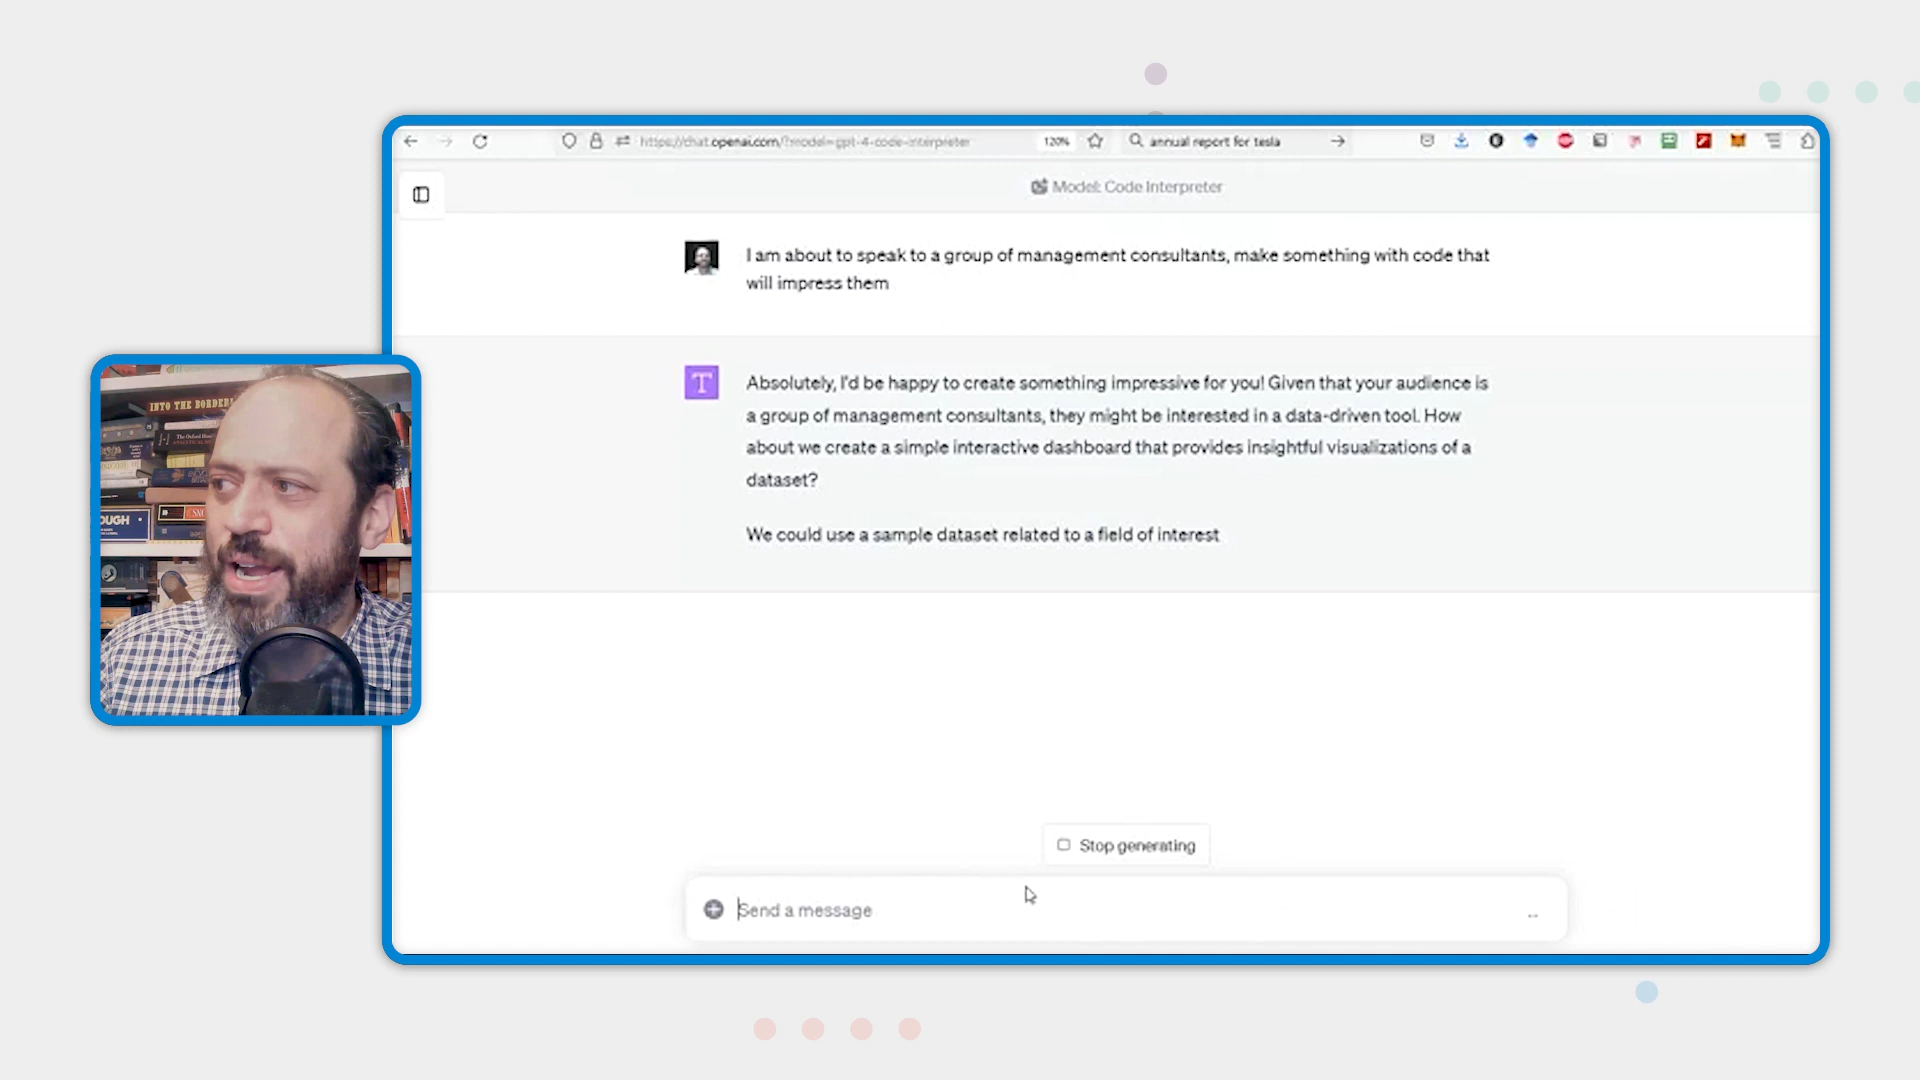 https://chat.openai.com/?model=gpt-4-code-interpreter
120%
annual report for tesla
Model: Code Interpreter
I am about to speak to a group of management consultants, make something with code that
will impress them
T
Absolutely, I'd be happy to create something impressive for you! Given that your audience is
a group of management consultants, they might be interested in a data-driven tool. How
about we create a simple interactive dashboard that provides insightful visualizations of a
dataset?
We could use a sample dataset related to a field of interest
INTO THE
OUGH
Stop generating
Send a message